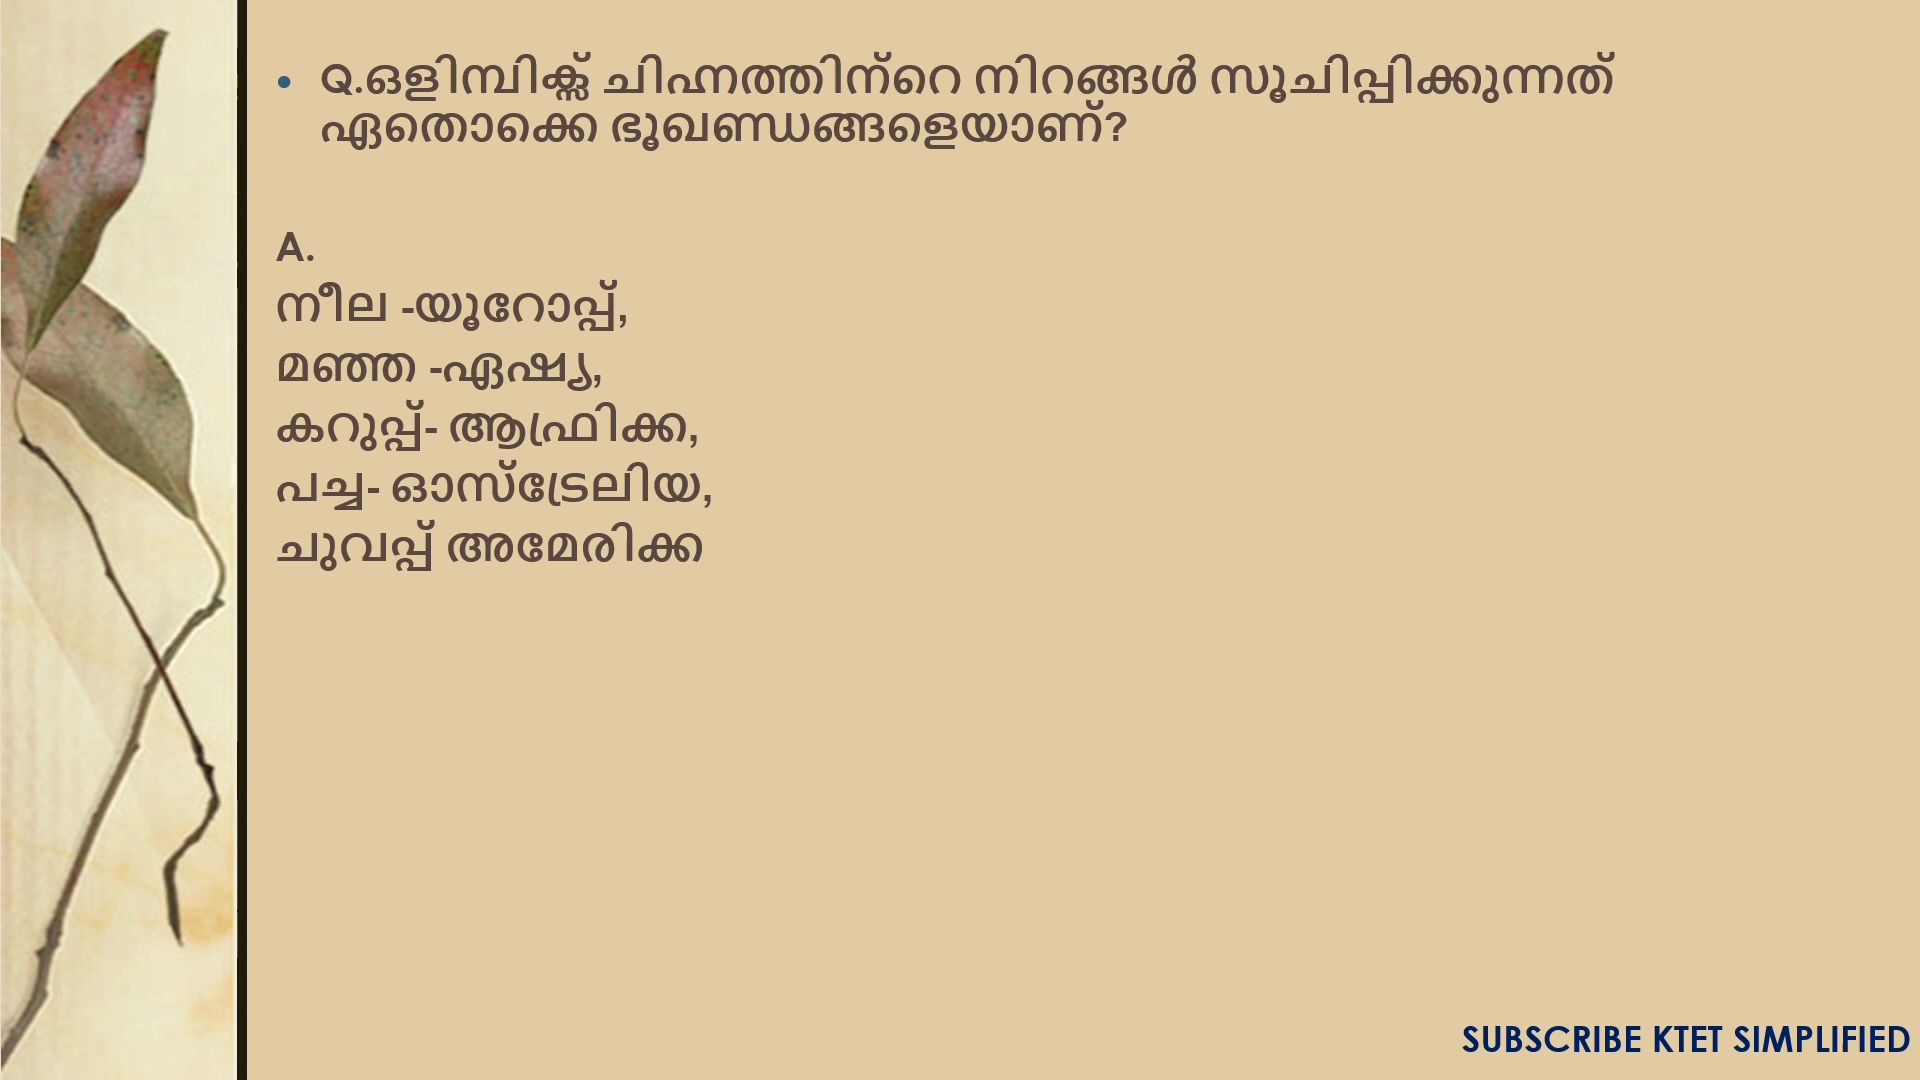 • Q.ഒളിമ്പിക്സ് ചിഹ്നത്തിന്റെ നിറങ്ങൾ സൂചിപ്പിക്കുന്നത്
ഏതൊക്കെ ഭൂഖണ്ഡങ്ങളെയാണ്?
A.
നീല -യൂറോപ്പ്,
മഞ്ഞ -ഏഷ്യ,
കറുപ്പ്- ആഫ്രിക്ക,
പച്ച- ഓസ്ട്രേലിയ,
ചുവപ്പ് അമേരിക്ക
SUBSCRIBE KTET SIMPLIFIED